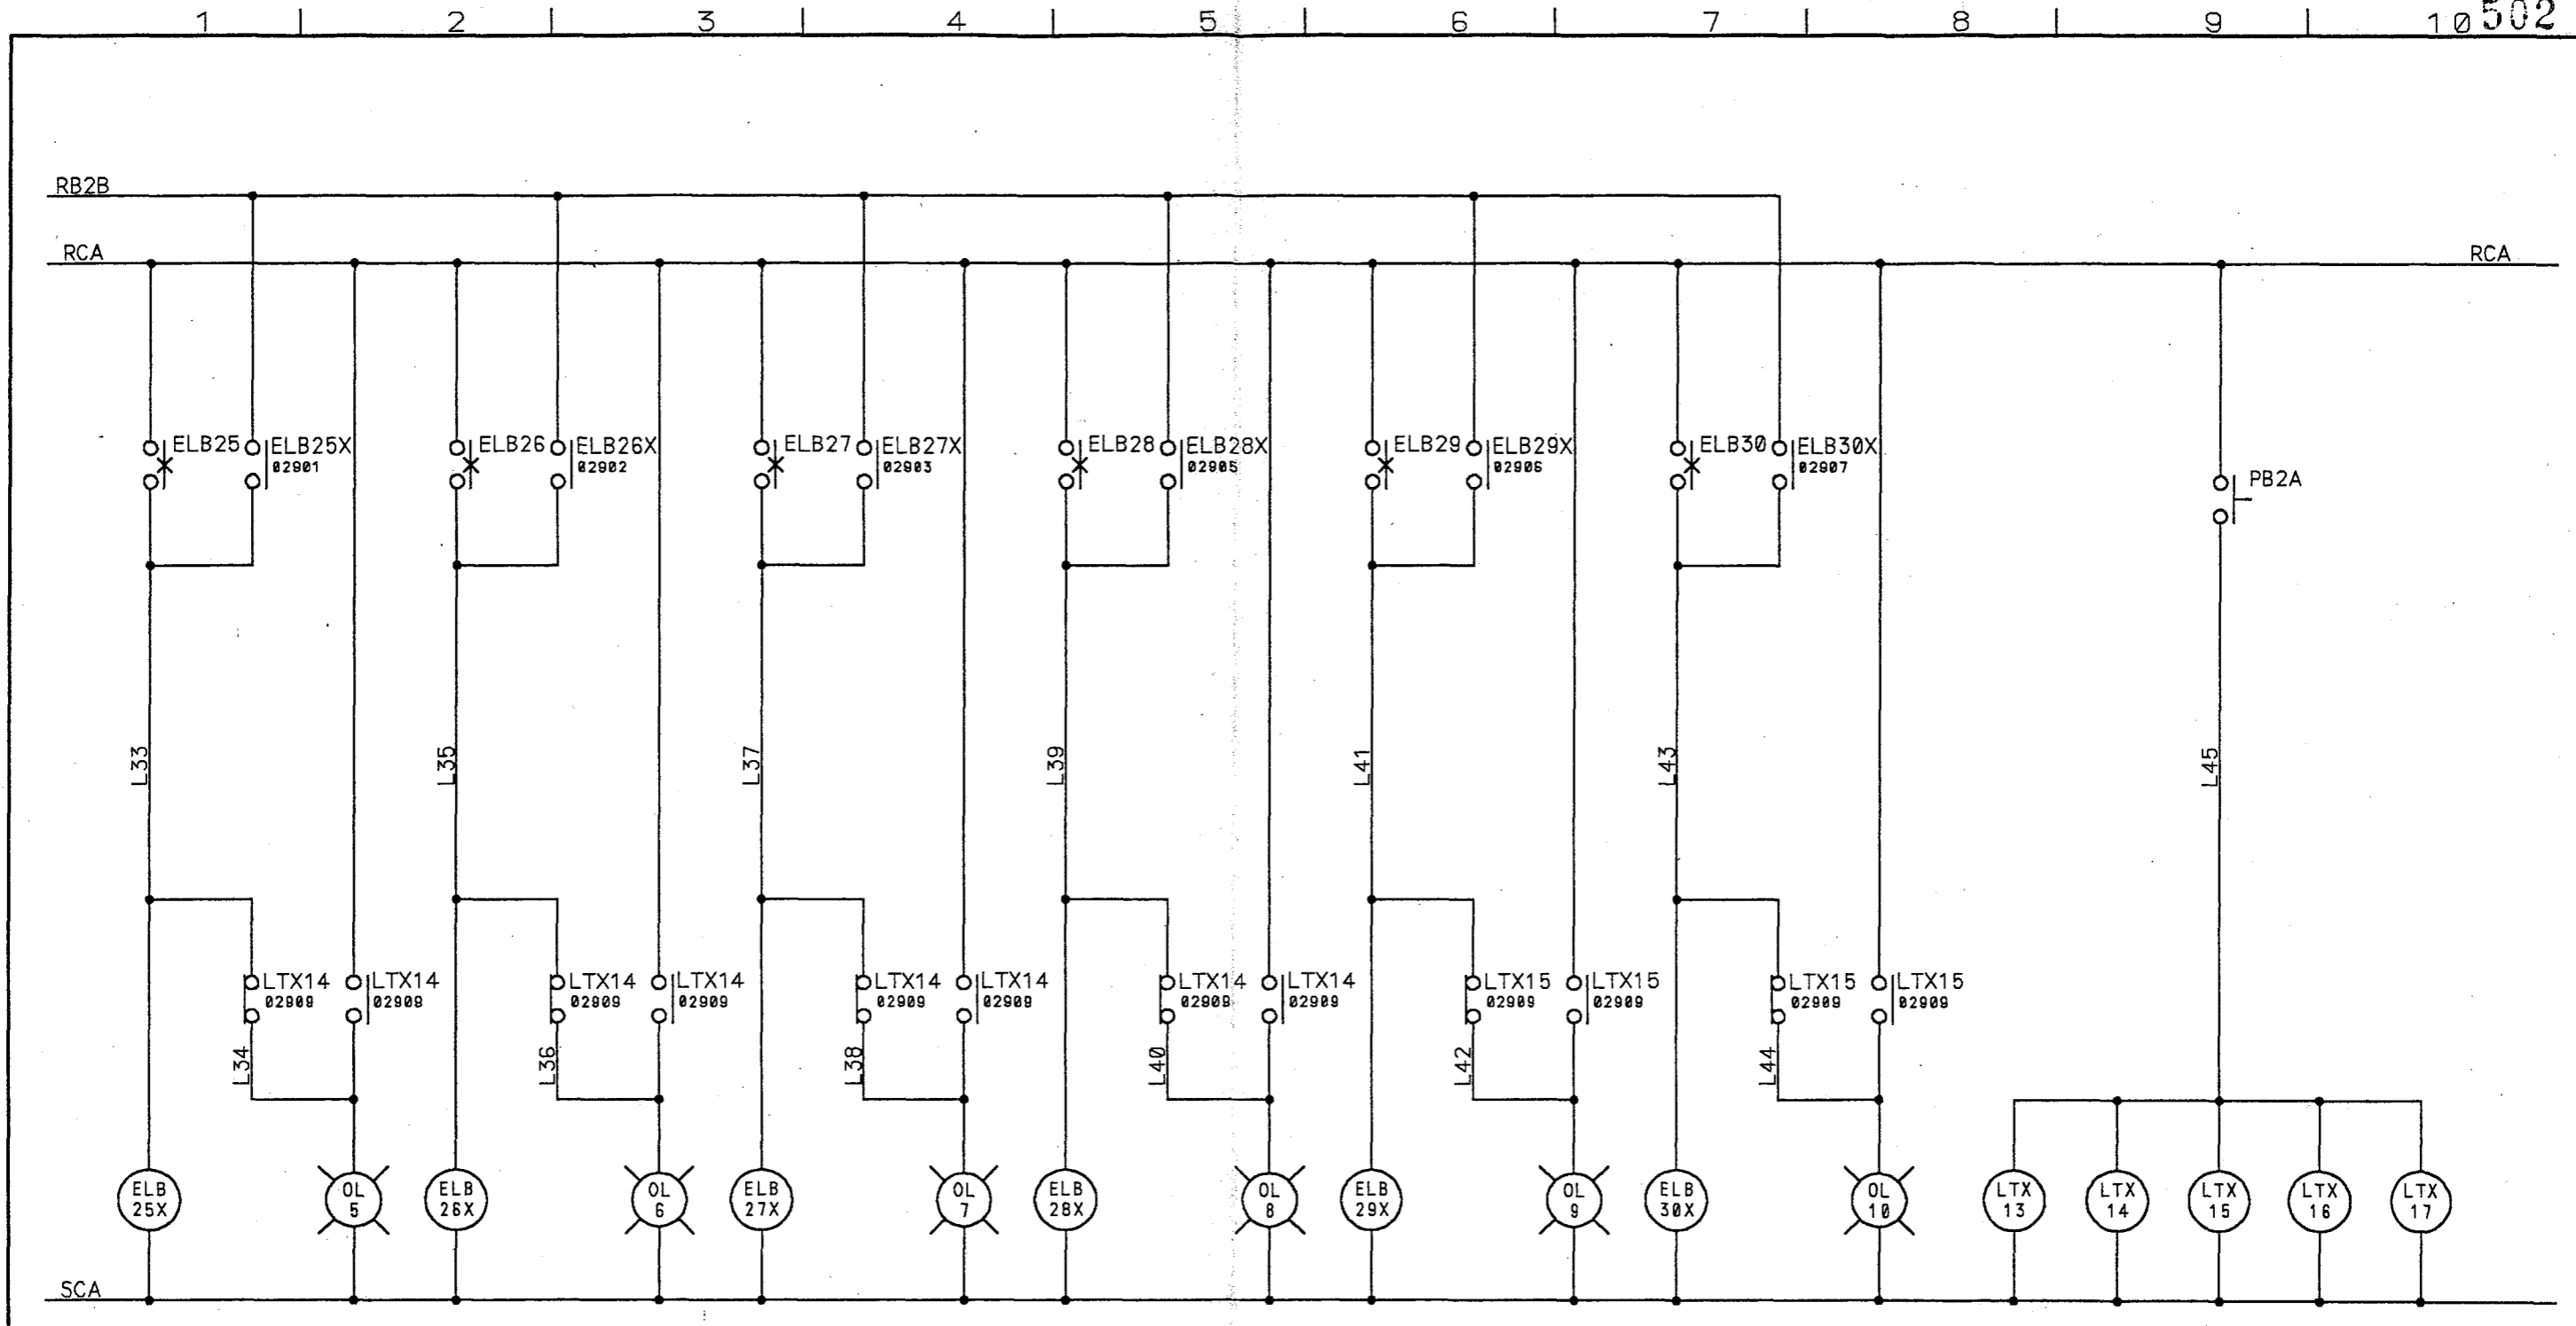 1 2 3 4 5 6 7 8 9 10 502
RB2B
RCA RCA
ELB25 ELB25X ELB26 ELB26X ELB27 ELB27X ELB28 ELB28X ELB29 ELB29X ELB30 ELB30X
02901 02902 02903 02905 02906 02907
PB2A
L33 L35 L37 L39 L41 L43 L45
LTX14 LTX14 LTX14 LTX14 LTX14 LTX14 LTX14 LTX14 LTX15 LTX15 LTX15 LTX15
02909 02909 02909 02909 02909 02909 02909 02909 02909 02909 02909 02909
L34 L36 L38 L40 L42 L44
ELB OL ELB OL ELB OL ELB OL ELB OL ELB OL LTX LTX LTX LTX LTX
25X 5 26X 6 27X 7 28X 8 29X 9 30X 10 13 14 15 16 17
SCA